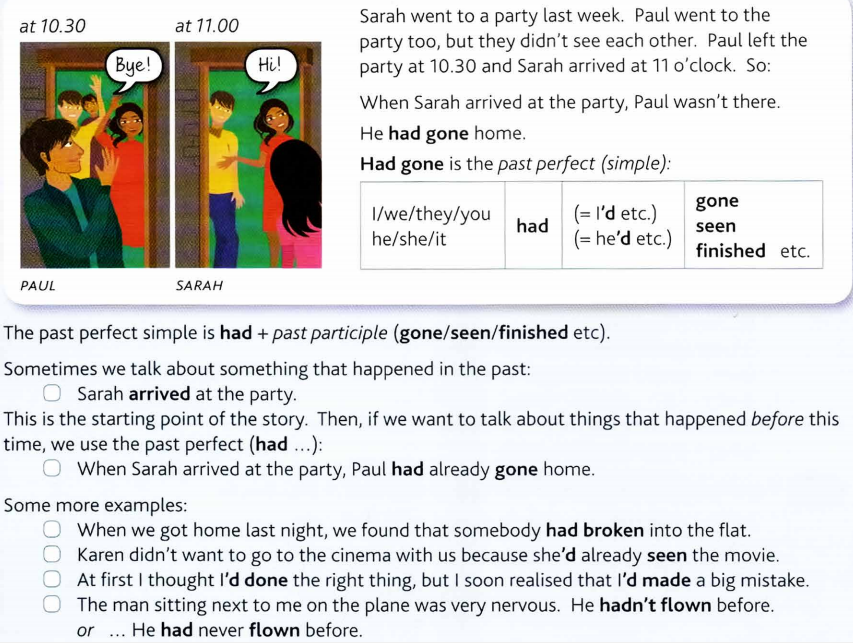 at 10.30
at 11.00
Bye!
Hi!
PAUL
SARAH
Sarah went to a party last week. Paul went to the
party too, but they didn't see each other. Paul left the
party at 10.30 and Sarah arrived at 11 o'clock. So:
When Sarah arrived at the party, Paul wasn't there.
He had gone home.
Had gone is the past perfect (simple):
I/we/they/you
he/she/it
had
(= I'd etc.)
(= he'd etc.)
gone
seen
finished etc.
The past perfect simple is had + past participle (gone/seen/finished etc).
Sometimes we talk about something that happened in the past:
Sarah arrived at the party.
This is the starting point of the story. Then, if we want to talk about things that happened before this
time, we use the past perfect (had ...):
When Sarah arrived at the party, Paul had already gone home.
Some more examples:
When we got home last night, we found that somebody had broken into the flat.
Karen didn't want to go to the cinema with us because she'd already seen the movie.
At first I thought I'd done the right thing, but I soon realised that I'd made a big mistake.
The man sitting next to me on the plane was very nervous. He hadn't flown before.
or ... He had never flown before.